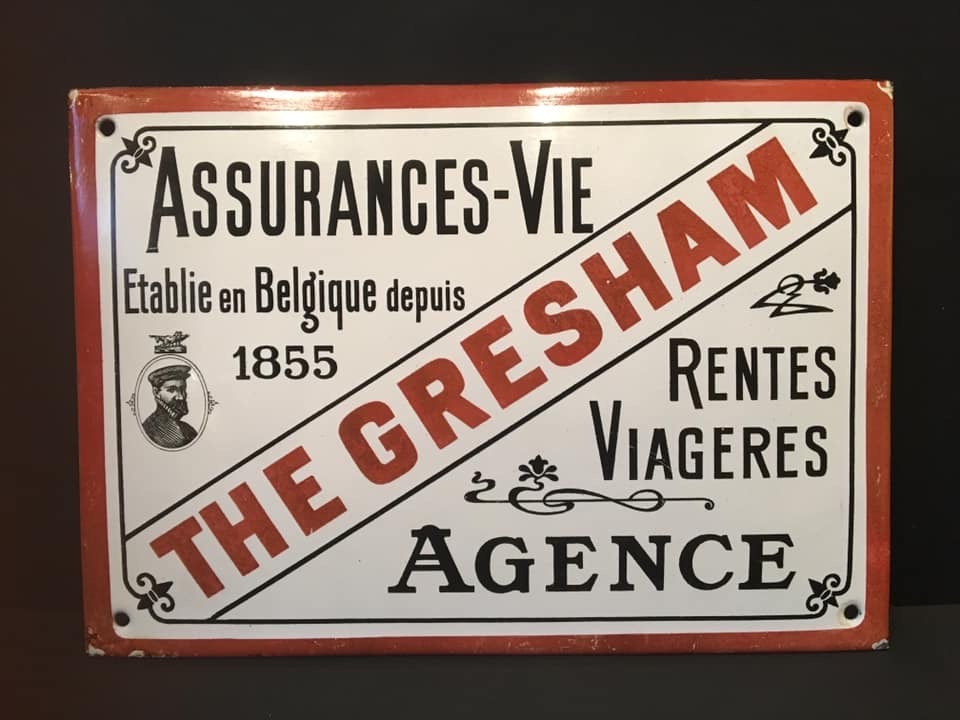 ASSURANCES-VIE
Etablie en Belgique depuis
1855
THE GRESHAM
RENTES
VIAGERES
AGENCE